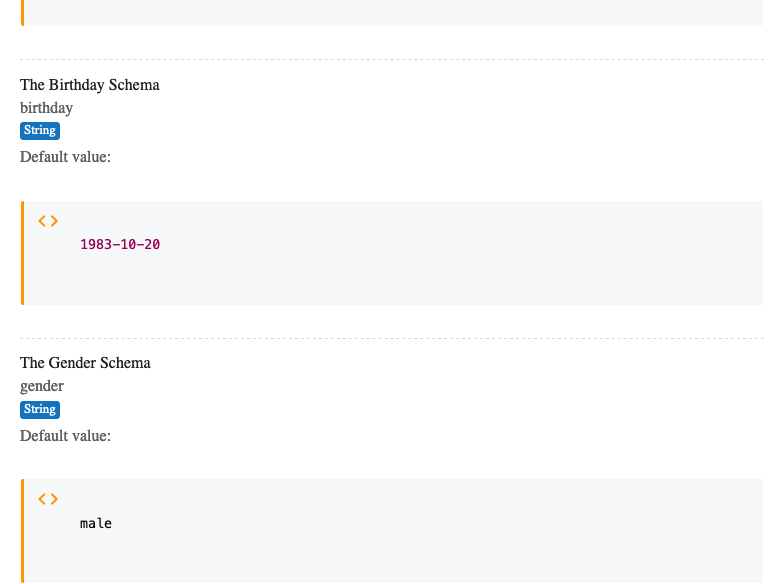 The Birthday Schema
birthday
String
Default value:
<>
1983-10-20
The Gender Schema
gender
String
Default value:
<>
male